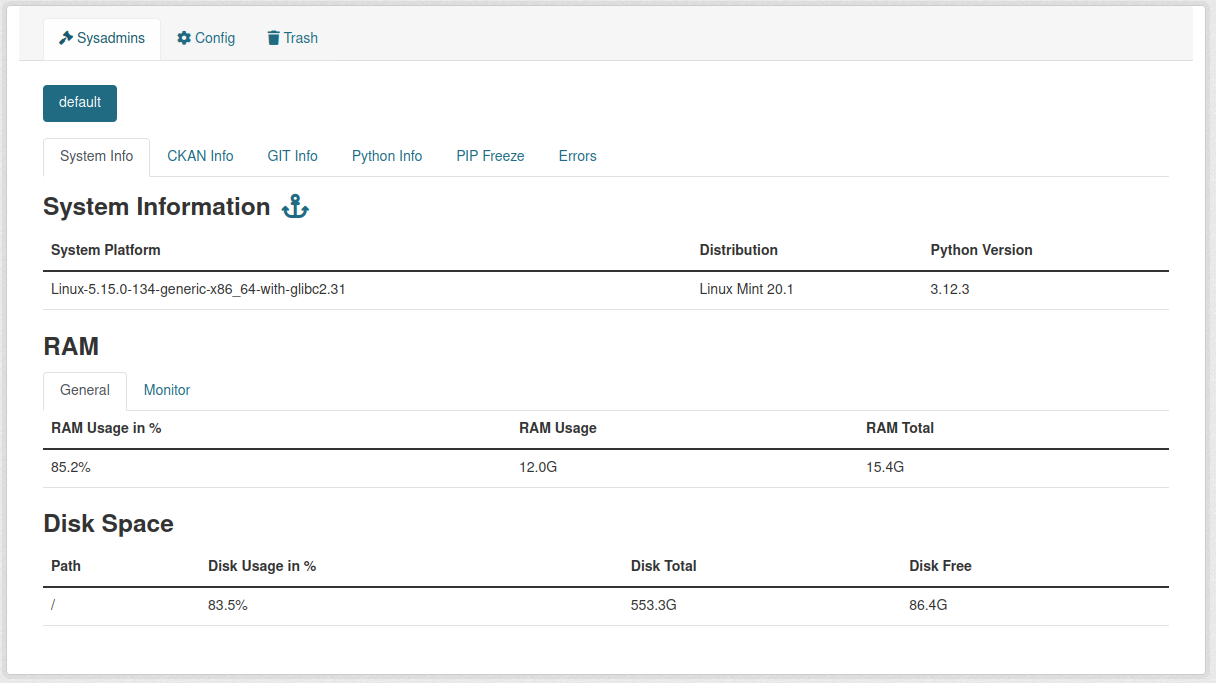 Sysadmins Config Trash
default
System Info CKAN Info GIT Info Python Info PIP Freeze Errors
System Information
System Platform Distribution Python Version
Linux-5.15.0-134-generic-x86_64-with-glibc2.31 Linux Mint 20.1 3.12.3
RAM
General Monitor
RAM Usage in % RAM Usage RAM Total
85.2% 12.0G 15.4G
Disk Space
Path Disk Usage in % Disk Total Disk Free
/ 83.5% 553.3G 86.4G